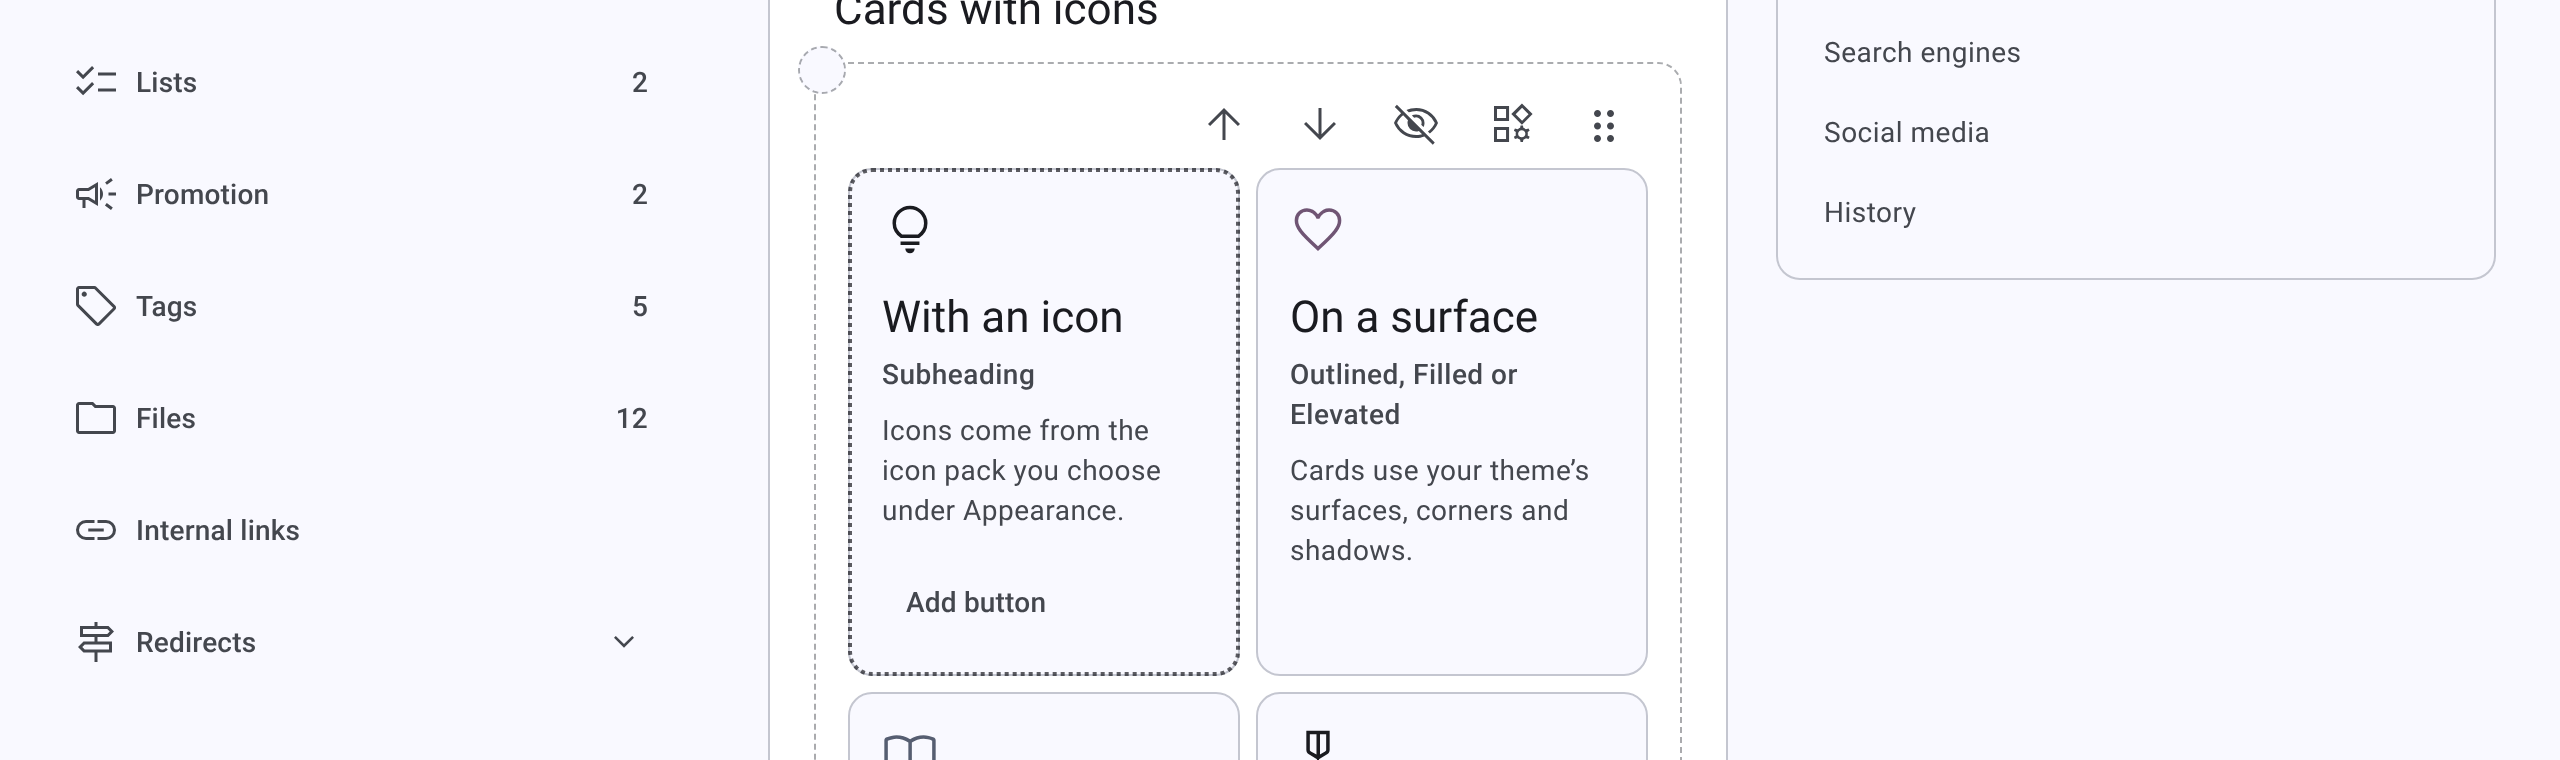 Lists 2
Promotion 2
Tags 5
Files 12
Internal links
Redirects
Cards with icons
With an icon
Subheading
Icons come from the
icon pack you choose
under Appearance.
Add button
On a surface
Outlined, Filled or
Elevated
Cards use your theme’s
surfaces, corners and
shadows.
Search engines
Social media
History